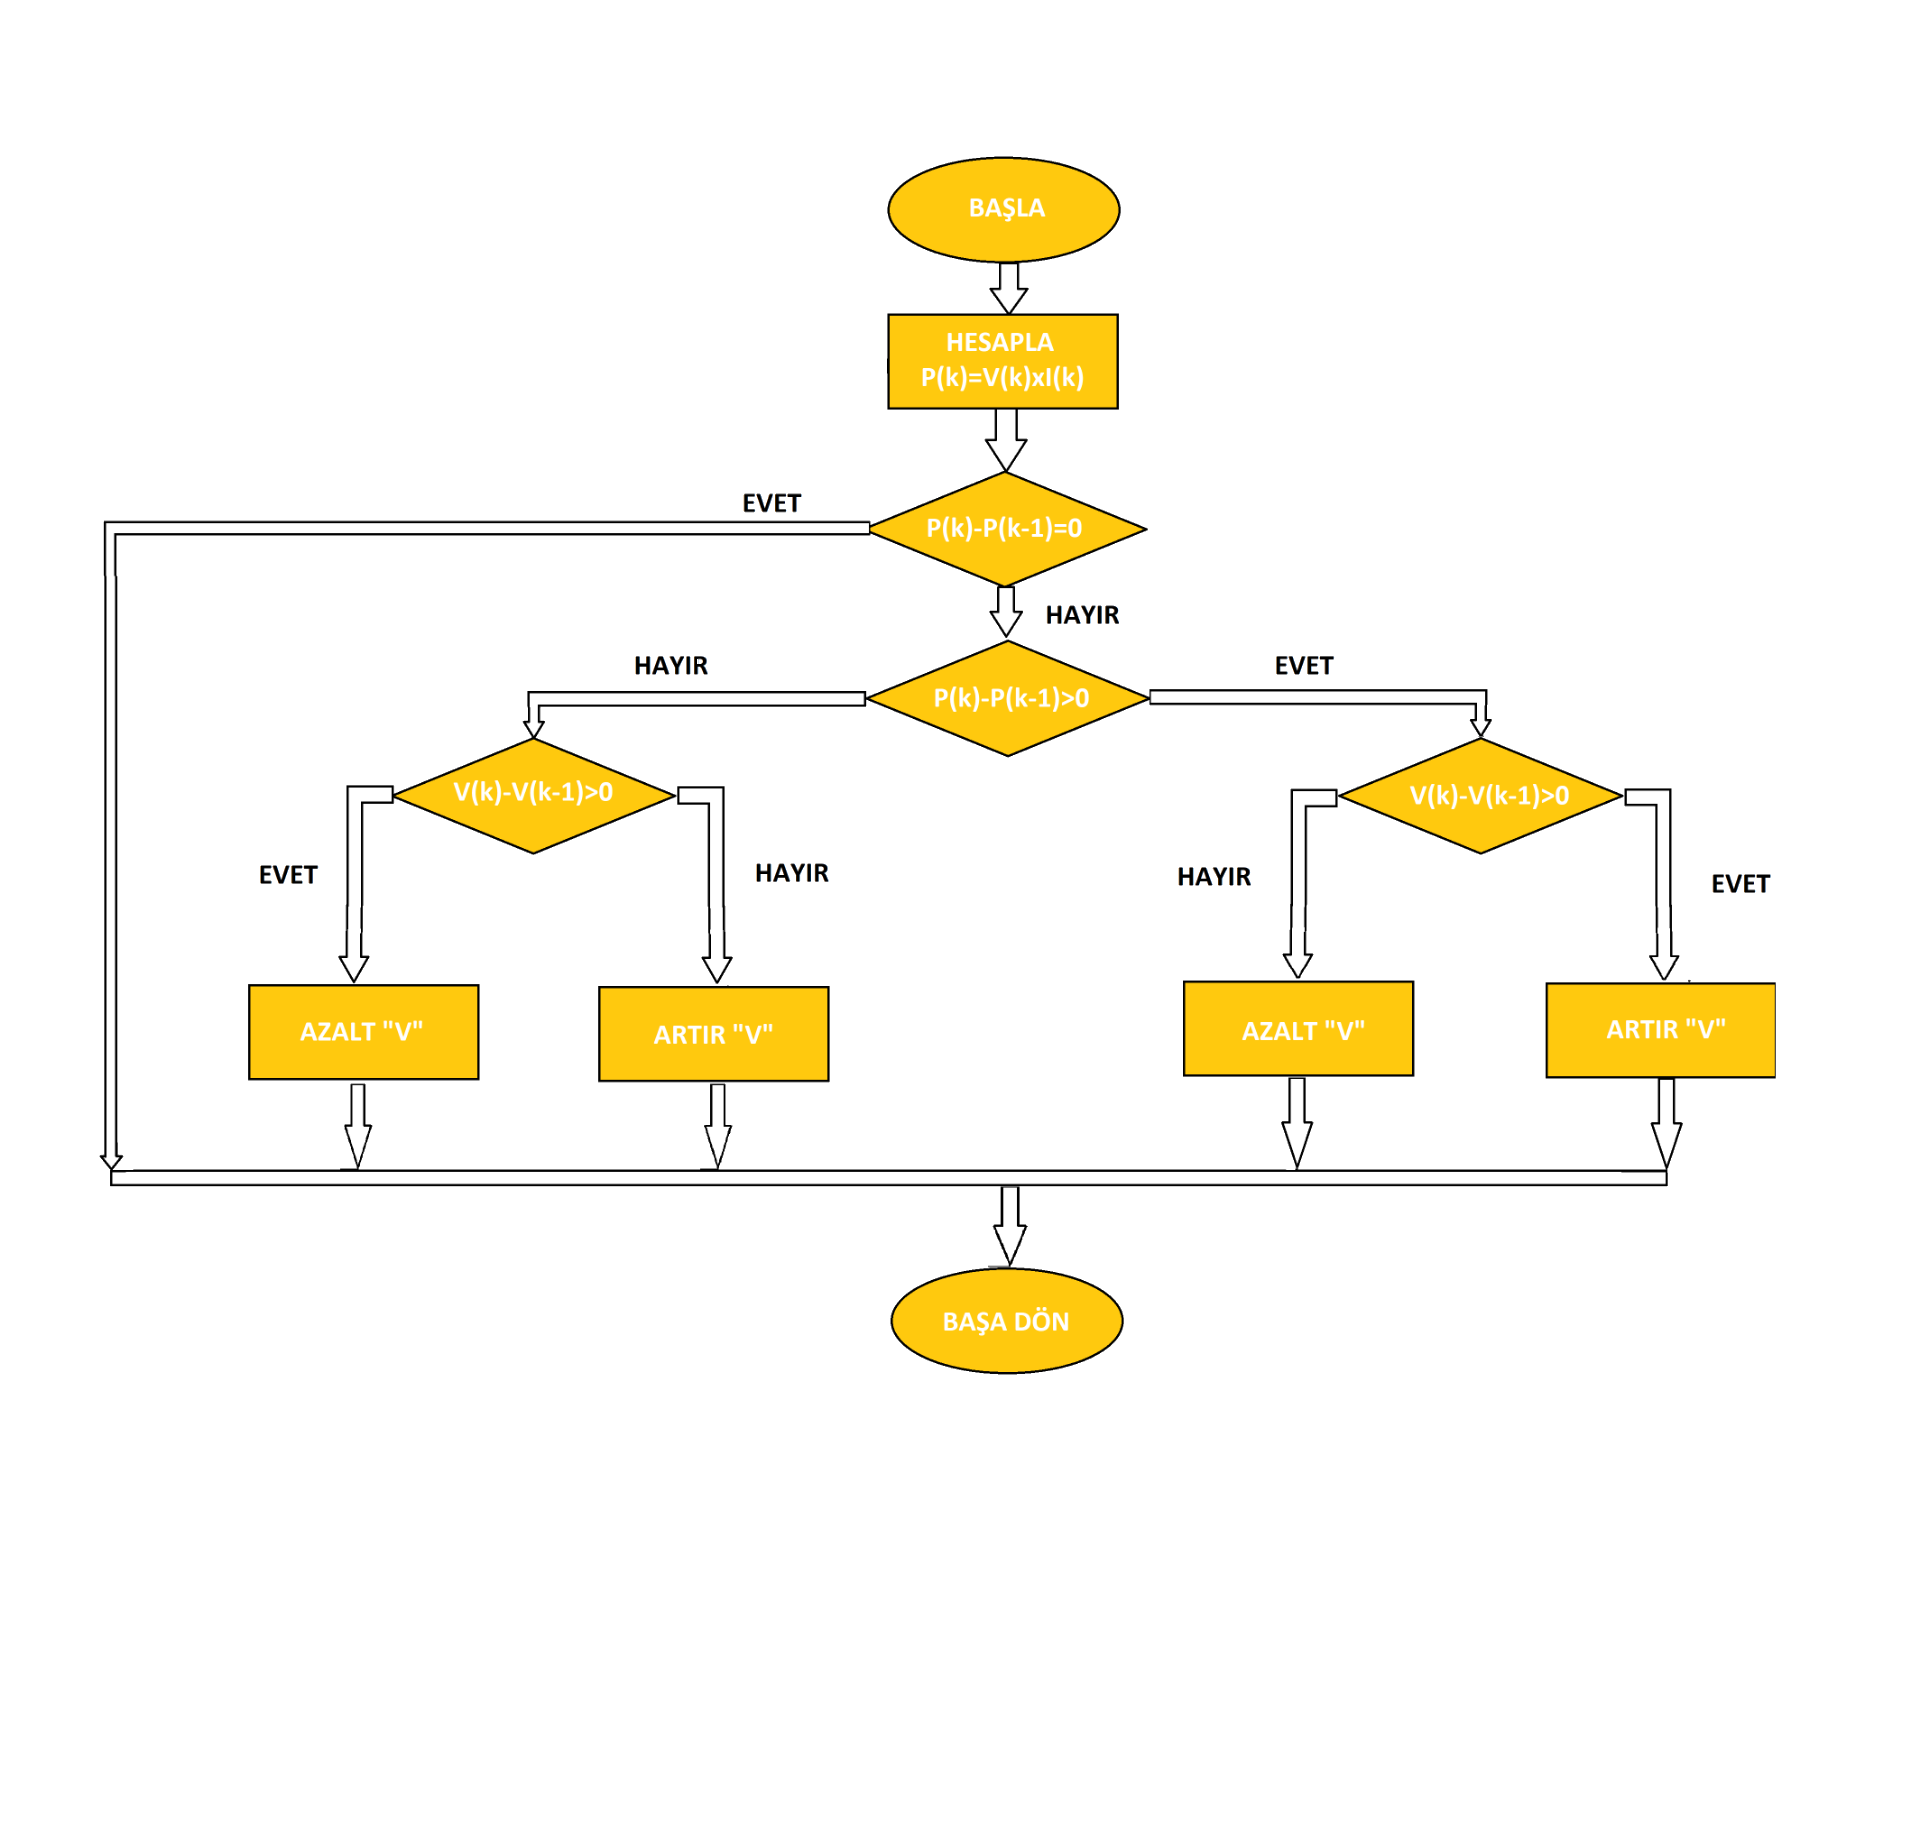 BAŞLA
HESAPLA
P(k)=V(k)xI(k)
EVET
P(k)-P(k-1)=0
HAYIR
HAYIR
EVET
P(k)-P(k-1)>0
V(k)-V(k-1)>0
V(k)-V(k-1)>0
EVET
HAYIR
HAYIR
EVET
AZALT "V"
ARTIR "V"
AZALT "V"
ARTIR "V"
BAŞA DÖN